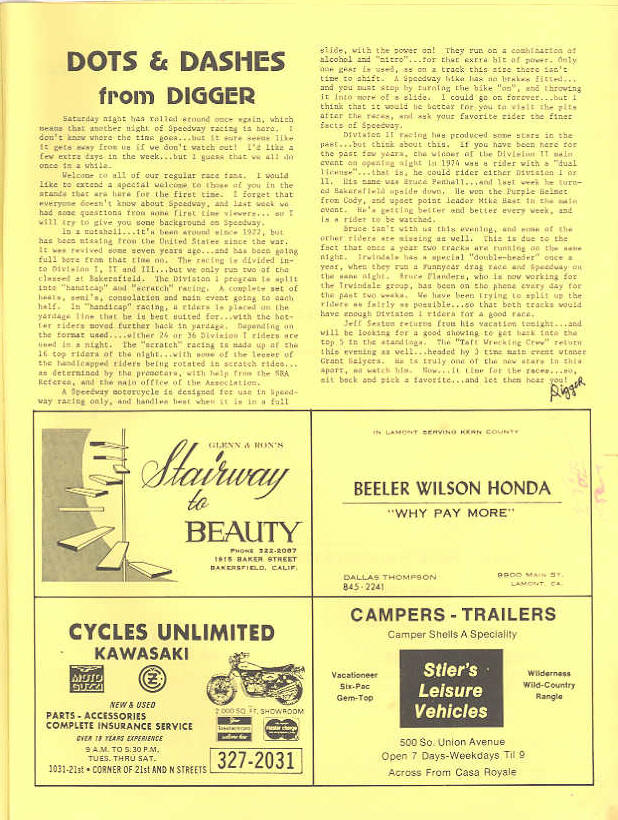 DOTS & DASHES
from DIGGER
Saturday night has rolled around once again, which
means that another night of Speedway racing is here. I
don't know where the time goes...but it sure seems like
it gets away from us if we don't watch out! I'd like a
few extra days in the week...but I guess that we all do
once in a while.
Welcome to all of our regular race fans. I would
like to extend a special welcome to those of you in the
stands that are here for the first time. I forget that
everyone doesn't know about Speedway, and last week we
had some questions from some first time viewers... so I
will try to give you some background on Speedway.
In a nutshell...it's been around since 1922, but
has been missing from the United States since the war.
It was revived some seven years ago...and has been going
full bore from that time on. The racing is divided in-
to Division I, II and III...but we only run two of the
classes at Bakersfield. The Division I program is split
into "handicap" and "scratch" racing. A complete set of
heats, semi's, consolation and main event going to each
half. In "handicap" racing, a riders is placed on the
yardage line that he is best suited for...with the hot-
ter riders moved further back in yardage. Depending on
the format used....either 24 or 36 Division I riders are
used in a night. The "scratch" racing is made up of the
16 top riders of the night...with some of the lesser of
the handicapped riders being rotated in scratch rides...
as determined by the promoters, with help from the SRA
Referee, and the main office of the Association.
A Speedway motorcycle is designed for use in Speed-
way racing only, and handles best when it is in a full
slide, with the power on! They run on a combination of
alcohol and "nitro"...for that extra bit of power. Only
one gear is used, as on a track this size there isn't
time to shift. A Speedway bike has no brakes fitted...
and you must stop by turning the bike "on", and throwing
it into more of a slide. I could go on forever...but I
think that it would be better for you to visit the pits
after the races, and ask your favorite rider the finer
facts of Speedway.
Division II racing has produced some stars in the
past...but think about this. If you have been here for
the past few years, the winner of the Division II main
event on opening night in 1974 was a rider with a "dual
license"...that is, he could ride either Division I or
II. His name was Bruce Penhall...and last week he turn-
ed Bakersfield upside down. He won the Purple Helmet
from Cody, and upset point leader Mike Bast in the main
event. He's getting better and better every week, and
is a rider to be watched.
Bruce isn't with us this evening, and some of the
other riders are missing as well. This is due to the
fact that once a year two tracks are running on the same
night. Irwindale has a special "double-header" once a
year, when they run a Funnycar drag race and Speedway on
the same night. Bruce Flanders, who is now working for
the Irwindale group, has been on the phone every day for
the past two weeks. We have been trying to split up the
riders as fairly as possible...so that both tracks would
have enough Division I riders for a good race.
Jeff Sexton returns from his vacation tonight...and
will be looking for a good showing to get back into the
top 5 in the standings. The "Taft Wrecking Crew" return
this evening as well...headed by 3 time main event winner
Grant Halyers. He is truly one of the new stars in this
sport, so watch him. Now...it time for the races...so,
sit back and pick a favorite...and let them hear you!
Digger
GLENN & RON'S
Stairway
to
BEAUTY
PHONE 322-2067
1615 BAKER STREET
BAKERSFIELD, CALIF.
IN LAMONT SERVING KERN COUNTY
BEELER WILSON HONDA
"WHY PAY MORE"
DALLAS THOMPSON
845-2241
9900 MAIN ST.
LAMONT, CA.
CYCLES UNLIMITED
KAWASAKI
MOTO
GUZZI
CZ
NEW & USED
PARTS - ACCESSORIES
COMPLETE INSURANCE SERVICE
OVER 15 YEARS EXPERIENCE
9 A.M. TO 5:30 P.M.
TUES. THRU SAT.
1031-21st • CORNER OF 21st AND N STREETS
2,000 SQ. FT. SHOWROOM
BankAmericard
welcome here
master charge
327-2031
CAMPERS - TRAILERS
Camper Shells A Speciality
Vacationeer
Six-Pac
Gem-Top
Stier's
Leisure
Vehicles
Wilderness
Wild-Country
Rangle
500 So. Union Avenue
Open 7 Days-Weekdays Til 9
Across From Casa Royale